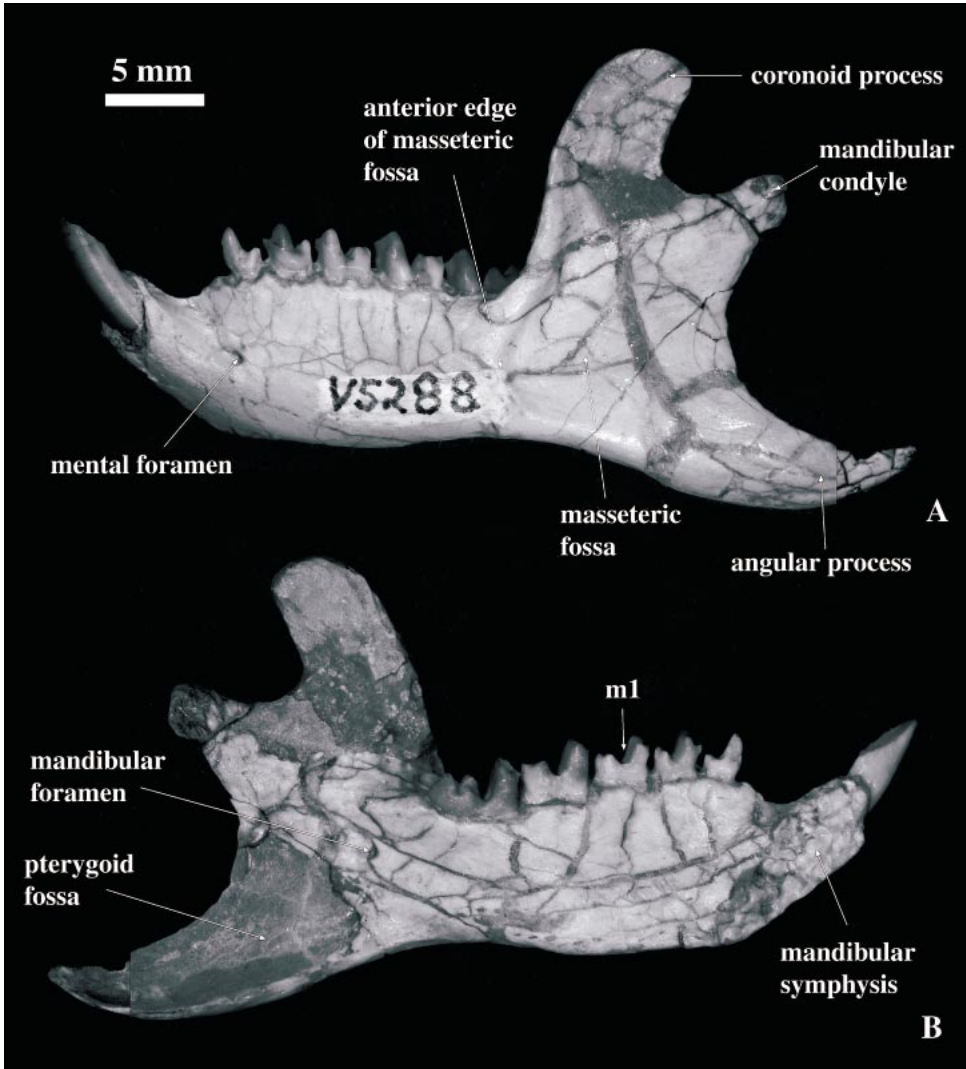 5 mm
coronoid process
anterior edge
of masseteric
fossa
mandibular
condyle
V5288
mental foramen
masseteric
fossa
A
angular process
m1
mandibular
foramen
pterygoid
fossa
mandibular
symphysis
B